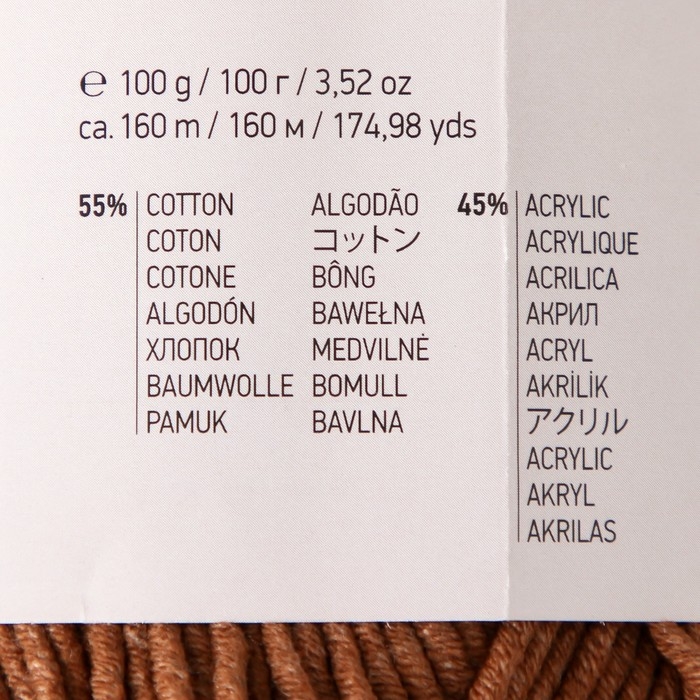 ℮ 100 g / 100 г / 3,52 oz
ca. 160 m / 160 м / 174,98 yds
55%
COTTON
COTON
COTONE
ALGODÓN
ХЛОПОК
BAUMWOLLE
PAMUK
ALGODÃO
コットン
BÔNG
BAWEŁNA
MEDVILNĖ
BOMULL
BAVLNA
45%
ACRYLIC
ACRYLIQUE
ACRILICA
АКРИЛ
ACRYL
AKRİLİK
アクリル
ACRYLIC
AKRYL
AKRILAS